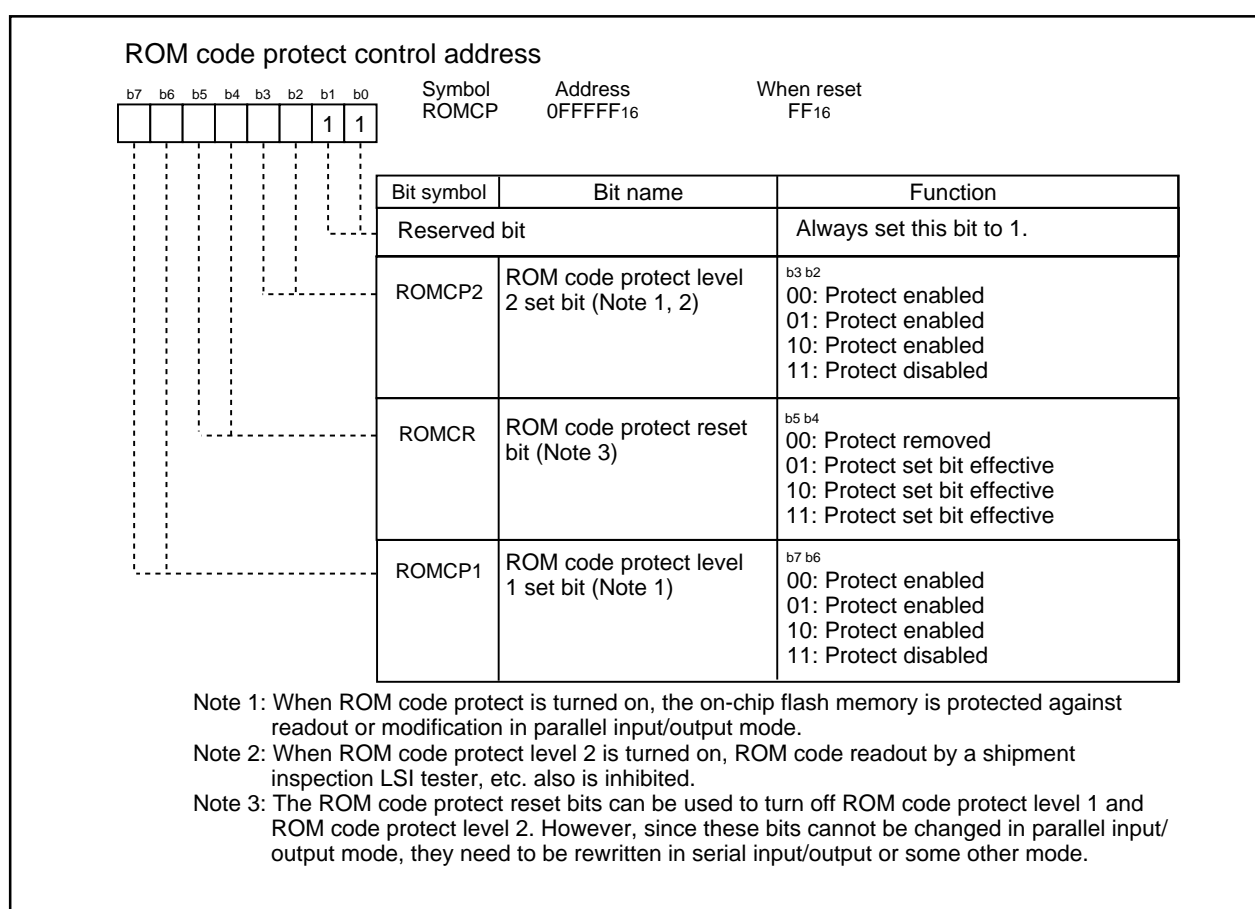 ROM code protect control address
b7 b6 b5 b4 b3 b2 b1 b0
Symbol Address When reset
ROMCP 0FFFFF16 FF16
1 1
Bit symbol Bit name Function
Reserved bit Always set this bit to 1.
ROMCP2 ROM code protect level
2 set bit (Note 1, 2)
b3 b2
00: Protect enabled
01: Protect enabled
10: Protect enabled
11: Protect disabled
ROMCR ROM code protect reset
bit (Note 3)
b5 b4
00: Protect removed
01: Protect set bit effective
10: Protect set bit effective
11: Protect set bit effective
ROMCP1 ROM code protect level
1 set bit (Note 1)
b7 b6
00: Protect enabled
01: Protect enabled
10: Protect enabled
11: Protect disabled
Note 1: When ROM code protect is turned on, the on-chip flash memory is protected against
readout or modification in parallel input/output mode.
Note 2: When ROM code protect level 2 is turned on, ROM code readout by a shipment
inspection LSI tester, etc. also is inhibited.
Note 3: The ROM code protect reset bits can be used to turn off ROM code protect level 1 and
ROM code protect level 2. However, since these bits cannot be changed in parallel input/
output mode, they need to be rewritten in serial input/output or some other mode.